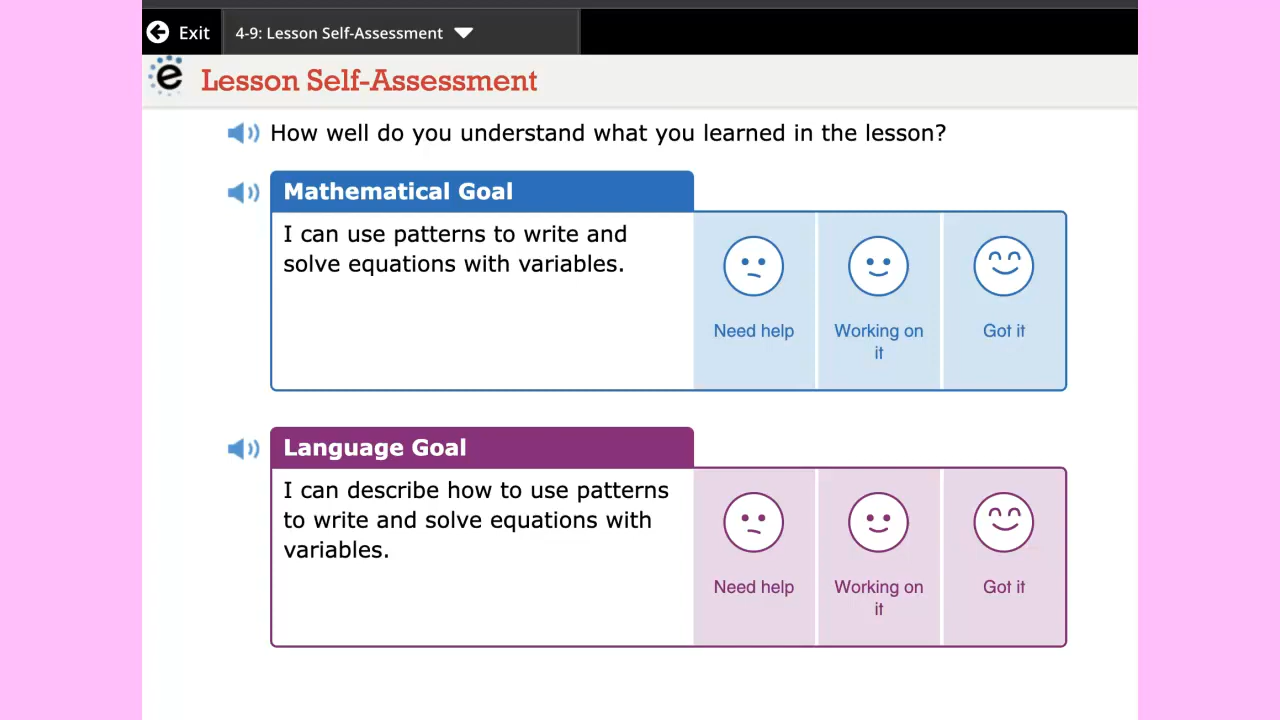 Exit
4-9: Lesson Self-Assessment
e
Lesson Self-Assessment
How well do you understand what you learned in the lesson?
Mathematical Goal
I can use patterns to write and
solve equations with variables.
Need help
Working on
it
Got it
Language Goal
I can describe how to use patterns
to write and solve equations with
variables.
Need help
Working on
it
Got it